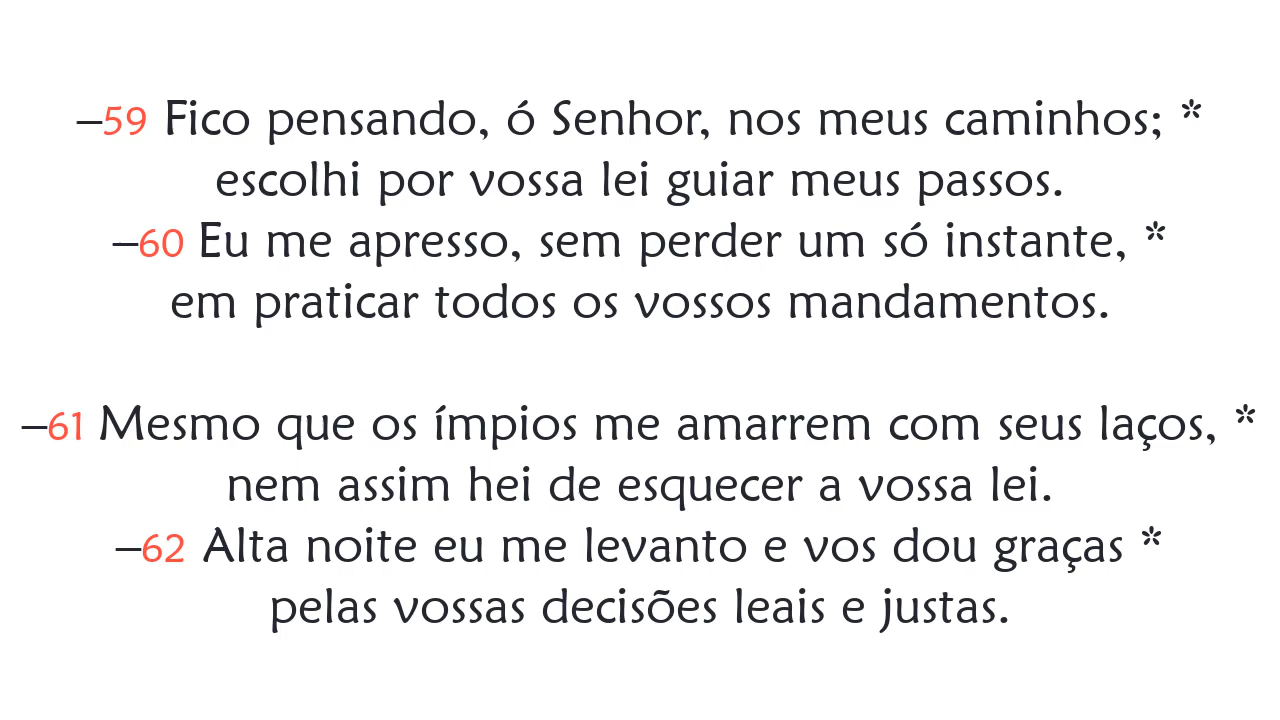 –59 Fico pensando, ó Senhor, nos meus caminhos; *
escolhi por vossa lei guiar meus passos.
–60 Eu me apresso, sem perder um só instante, *
em praticar todos os vossos mandamentos.
–61 Mesmo que os ímpios me amarrem com seus laços, *
nem assim hei de esquecer a vossa lei.
–62 Alta noite eu me levanto e vos dou graças *
pelas vossas decisões leais e justas.